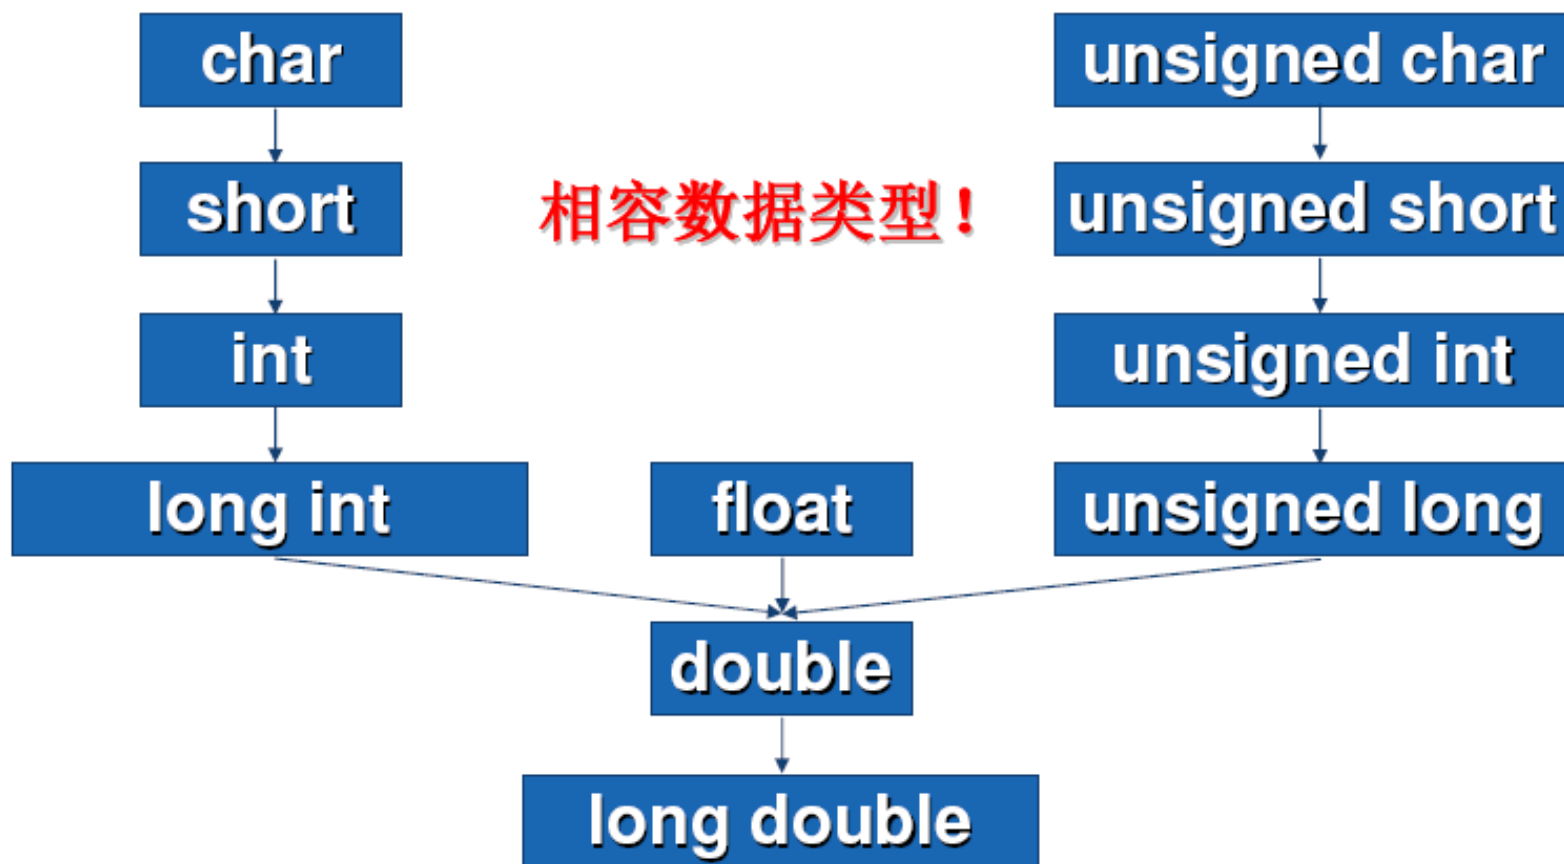 char
unsigned char
short
相容数据类型！
unsigned short
int
unsigned int
long int
float
unsigned long
double
long double